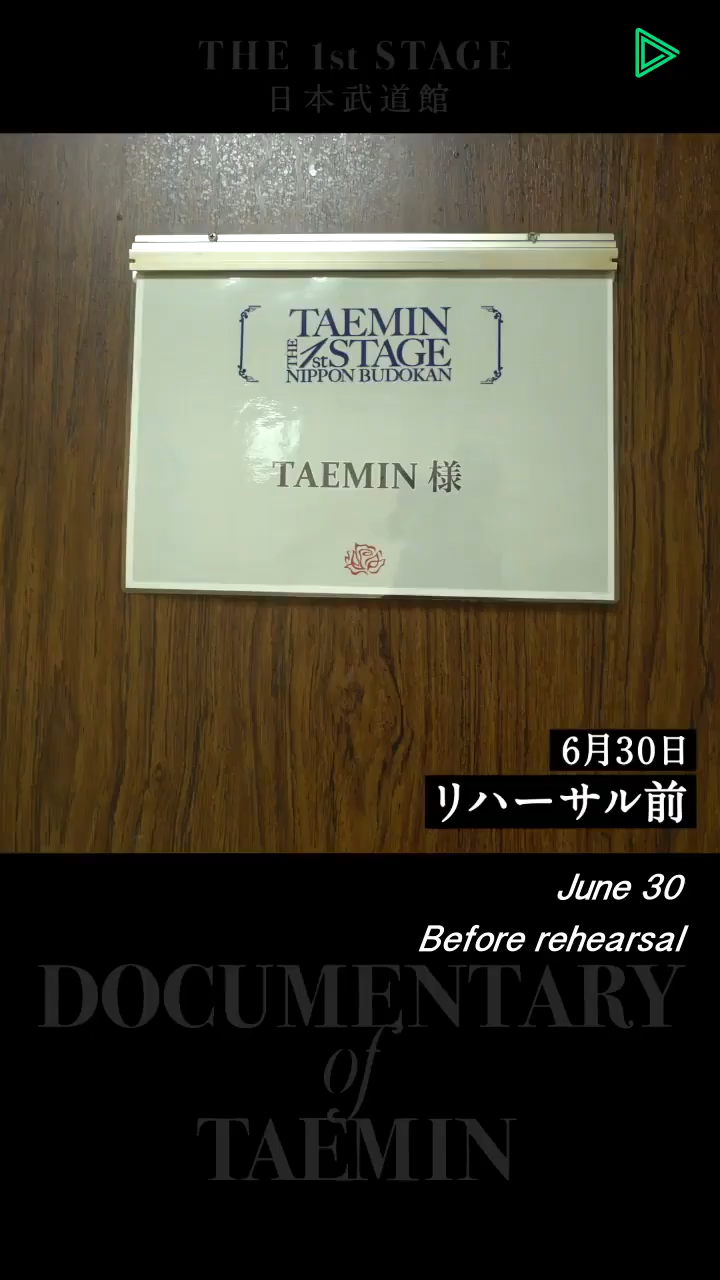 THE 1st STAGE
日本武道館
TAEMIN
THE 1st STAGE
NIPPON BUDOKAN
TAEMIN 様
6月30日
リハーサル前
June 30
Before rehearsal
DOCUMENTARY
of
TAEMIN